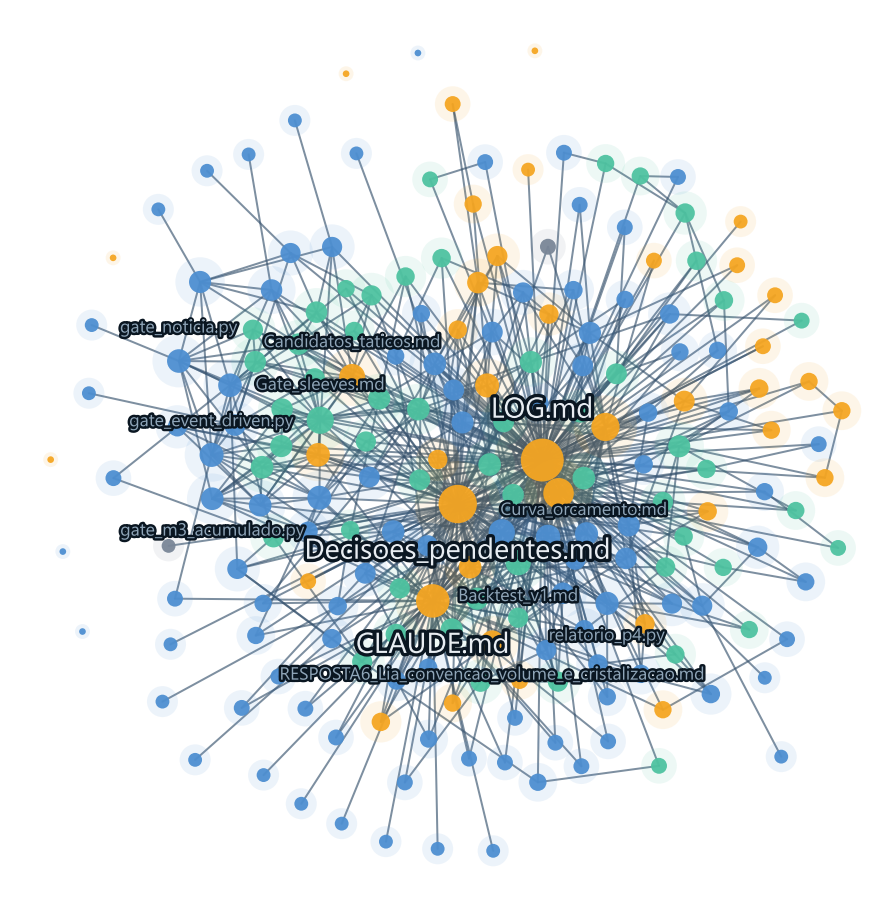 gate_noticia.py
Candidatos_taticos.md
Gate_sleeves.md
LOG.md
gate_event_driven.py
Curva_orcamento.md
gate_m3_acumulado.py
Decisoes_pendentes.md
Backtest_v1.md
relatorio_p4.py
CLAUDE.md
RESPOSTA6_Lia_convencao_volume_e_cristalizacao.md